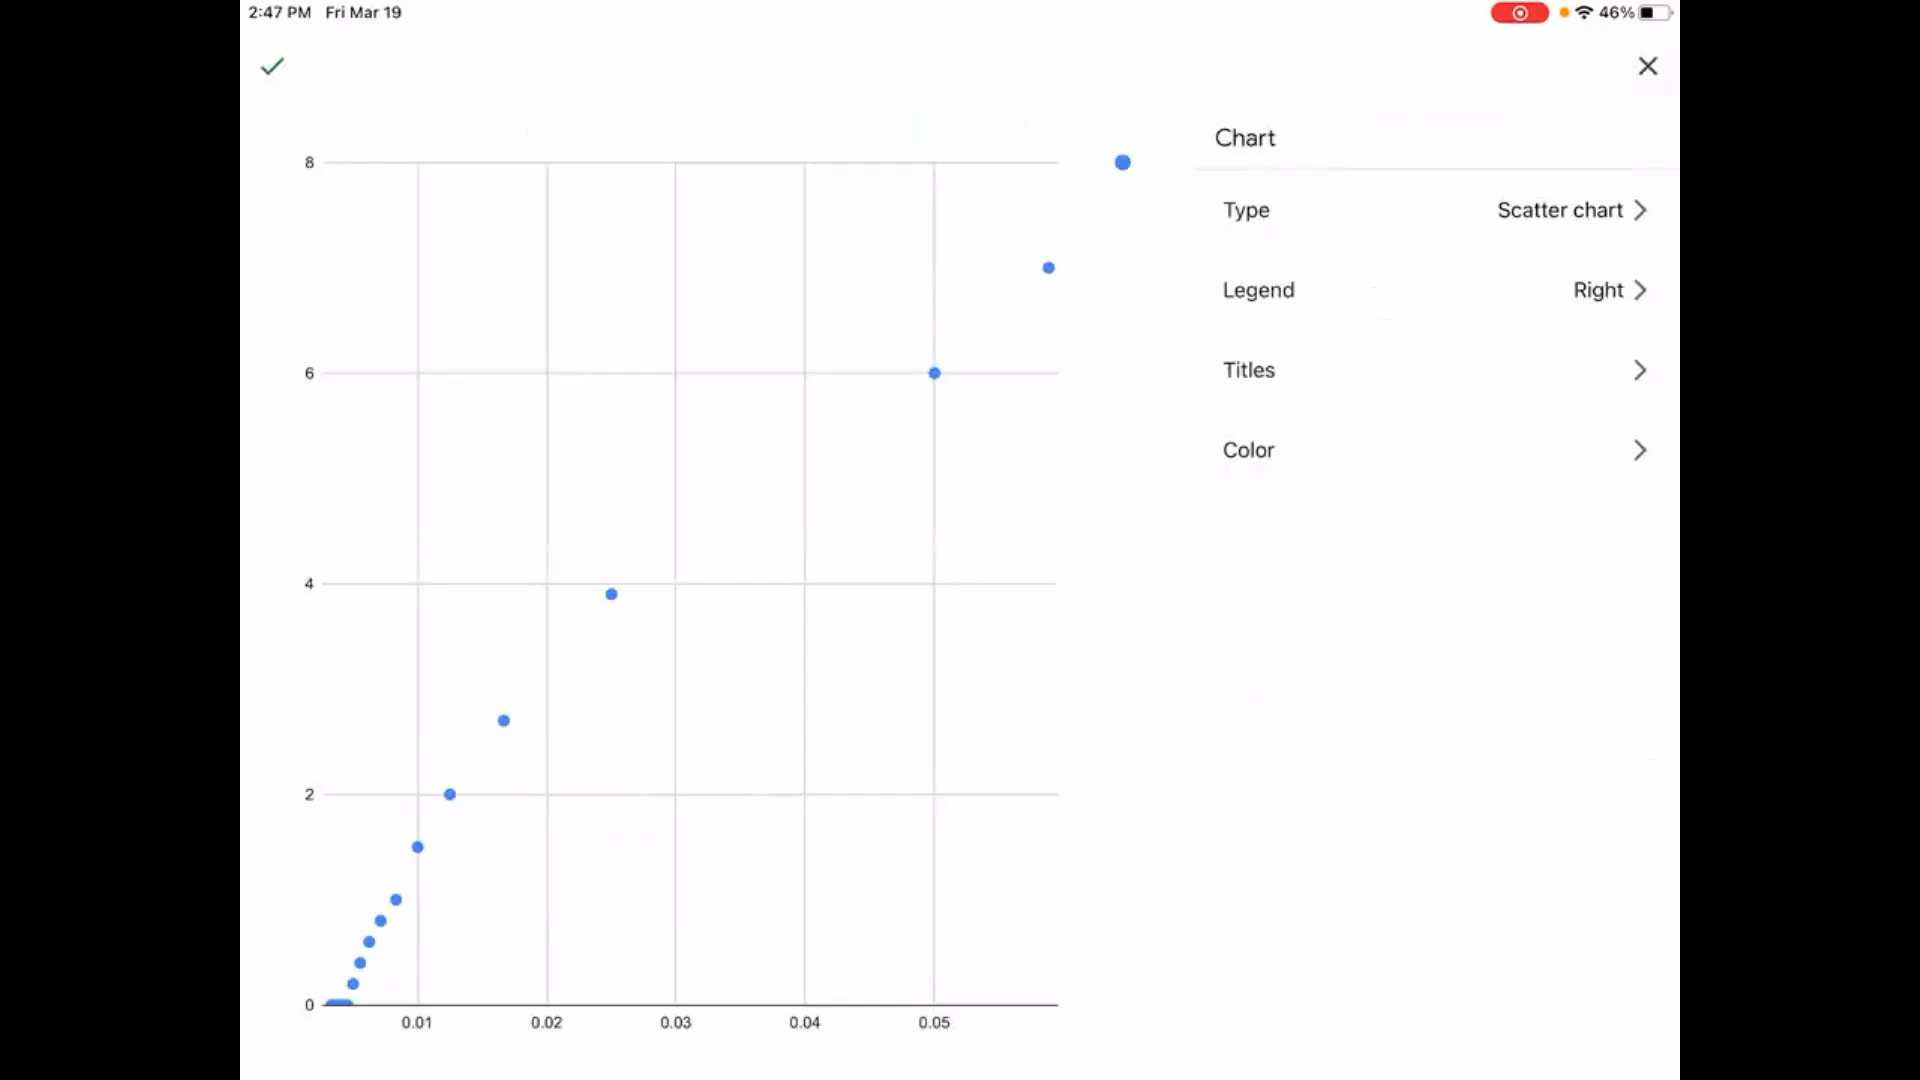 2:47 PM Fri Mar 19
46%
Chart
Type Scatter chart
Legend Right
Titles
Color
8
6
4
2
0
0.01 0.02 0.03 0.04 0.05